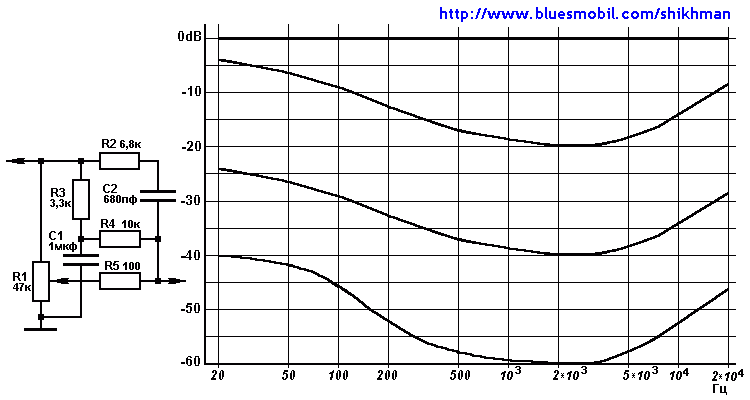 http://www.bluesmobil.com/shikhman
0dB
-10
-20
-30
-40
-50
-60
20 50 100 200 500 10³ 2*10³ 5*10³ 10⁴ 2*10⁴
Гц
R2 6,8к
R3
3,3к
C2
680пф
C1
1мкф
R4 10к
R1
47к
R5 100